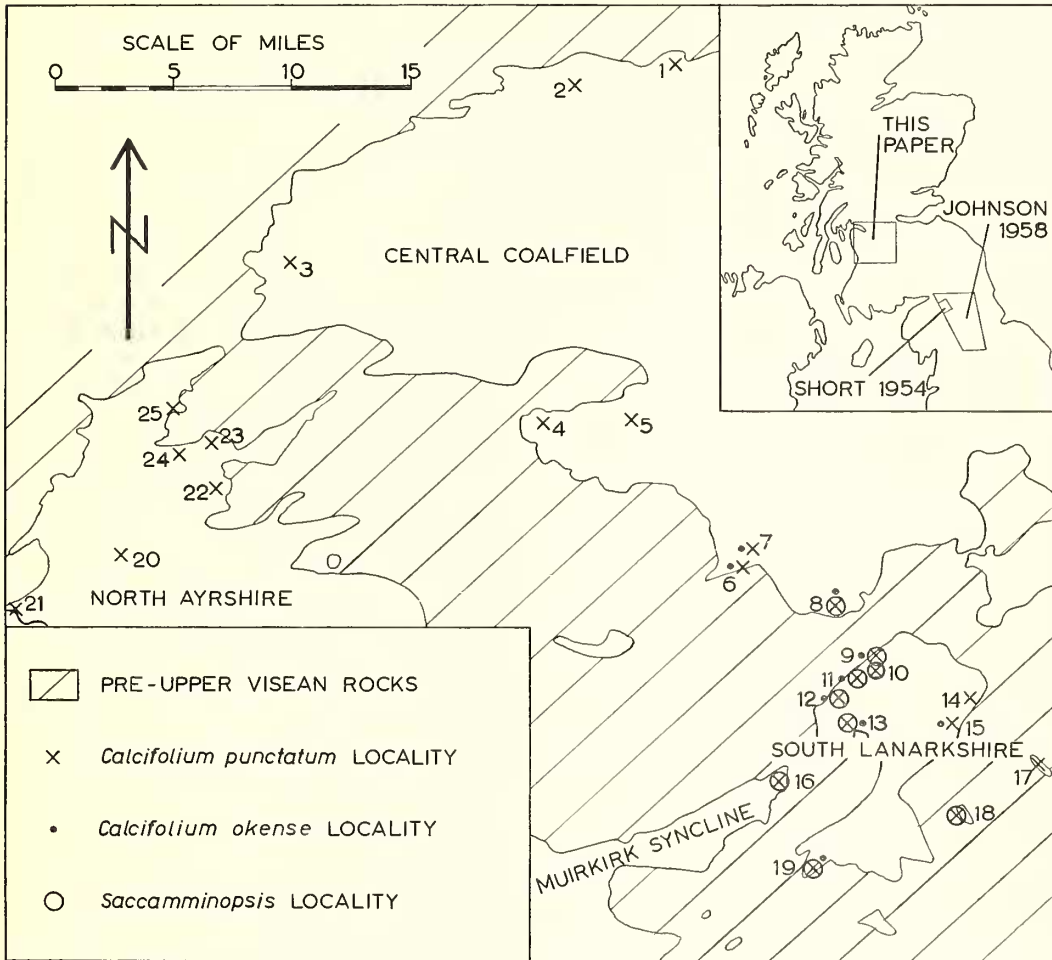 SCALE OF MILES
0 5 10 15
N
THIS
PAPER
JOHNSON
1958
SHORT 1954
CENTRAL COALFIELD
1
2
3
25
23
24
22
4
5
20
21
NORTH AYRSHIRE
7
6
8
9
10
11
12
13
14
15
SOUTH LANARKSHIRE
16
17
18
MUIRKIRK SYNCLINE
19
PRE-UPPER VISEAN ROCKS
Calcifolium punctatum LOCALITY
Calcifolium okense LOCALITY
Saccamminopsis LOCALITY